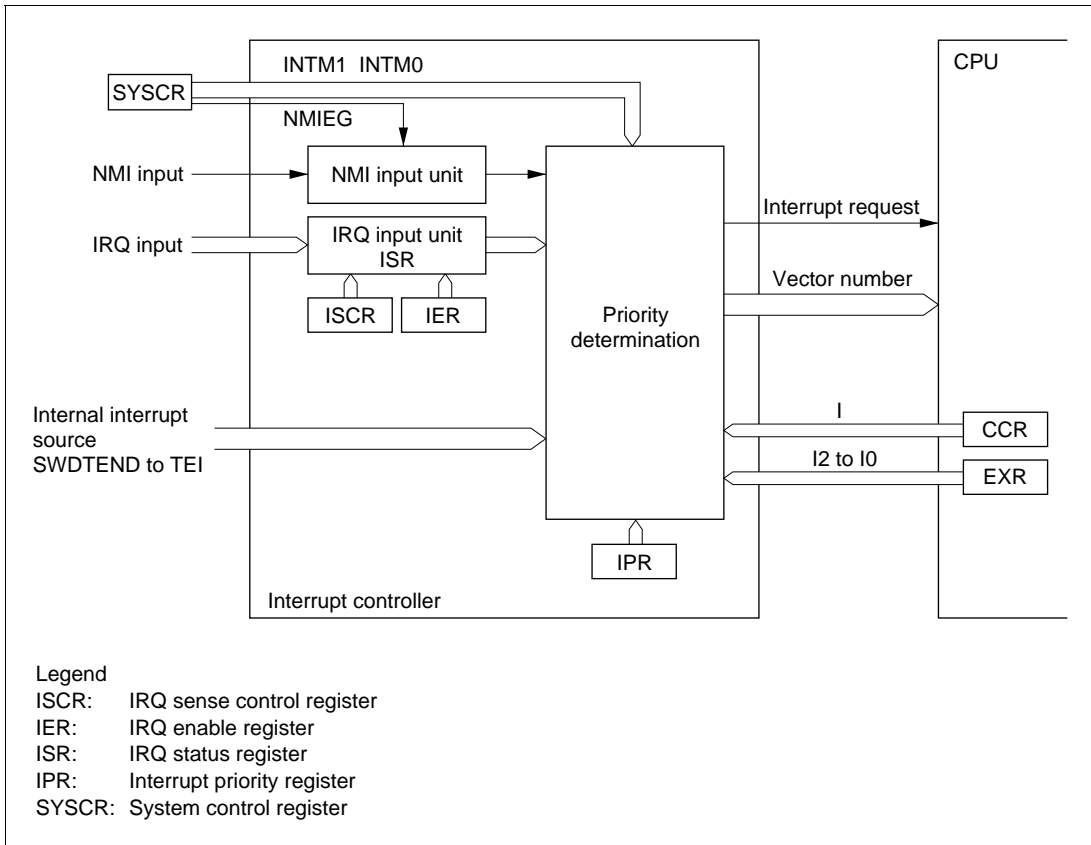 INTM1 INTM0
CPU
SYSCR
NMIEG
NMI input
NMI input unit
Interrupt request
IRQ input
IRQ input unit
ISR
Vector number
ISCR
IER
Priority
determination
Internal interrupt
source
SWDTEND to TEI
I
CCR
I2 to I0
EXR
IPR
Interrupt controller
Legend
ISCR: IRQ sense control register
IER: IRQ enable register
ISR: IRQ status register
IPR: Interrupt priority register
SYSCR: System control register